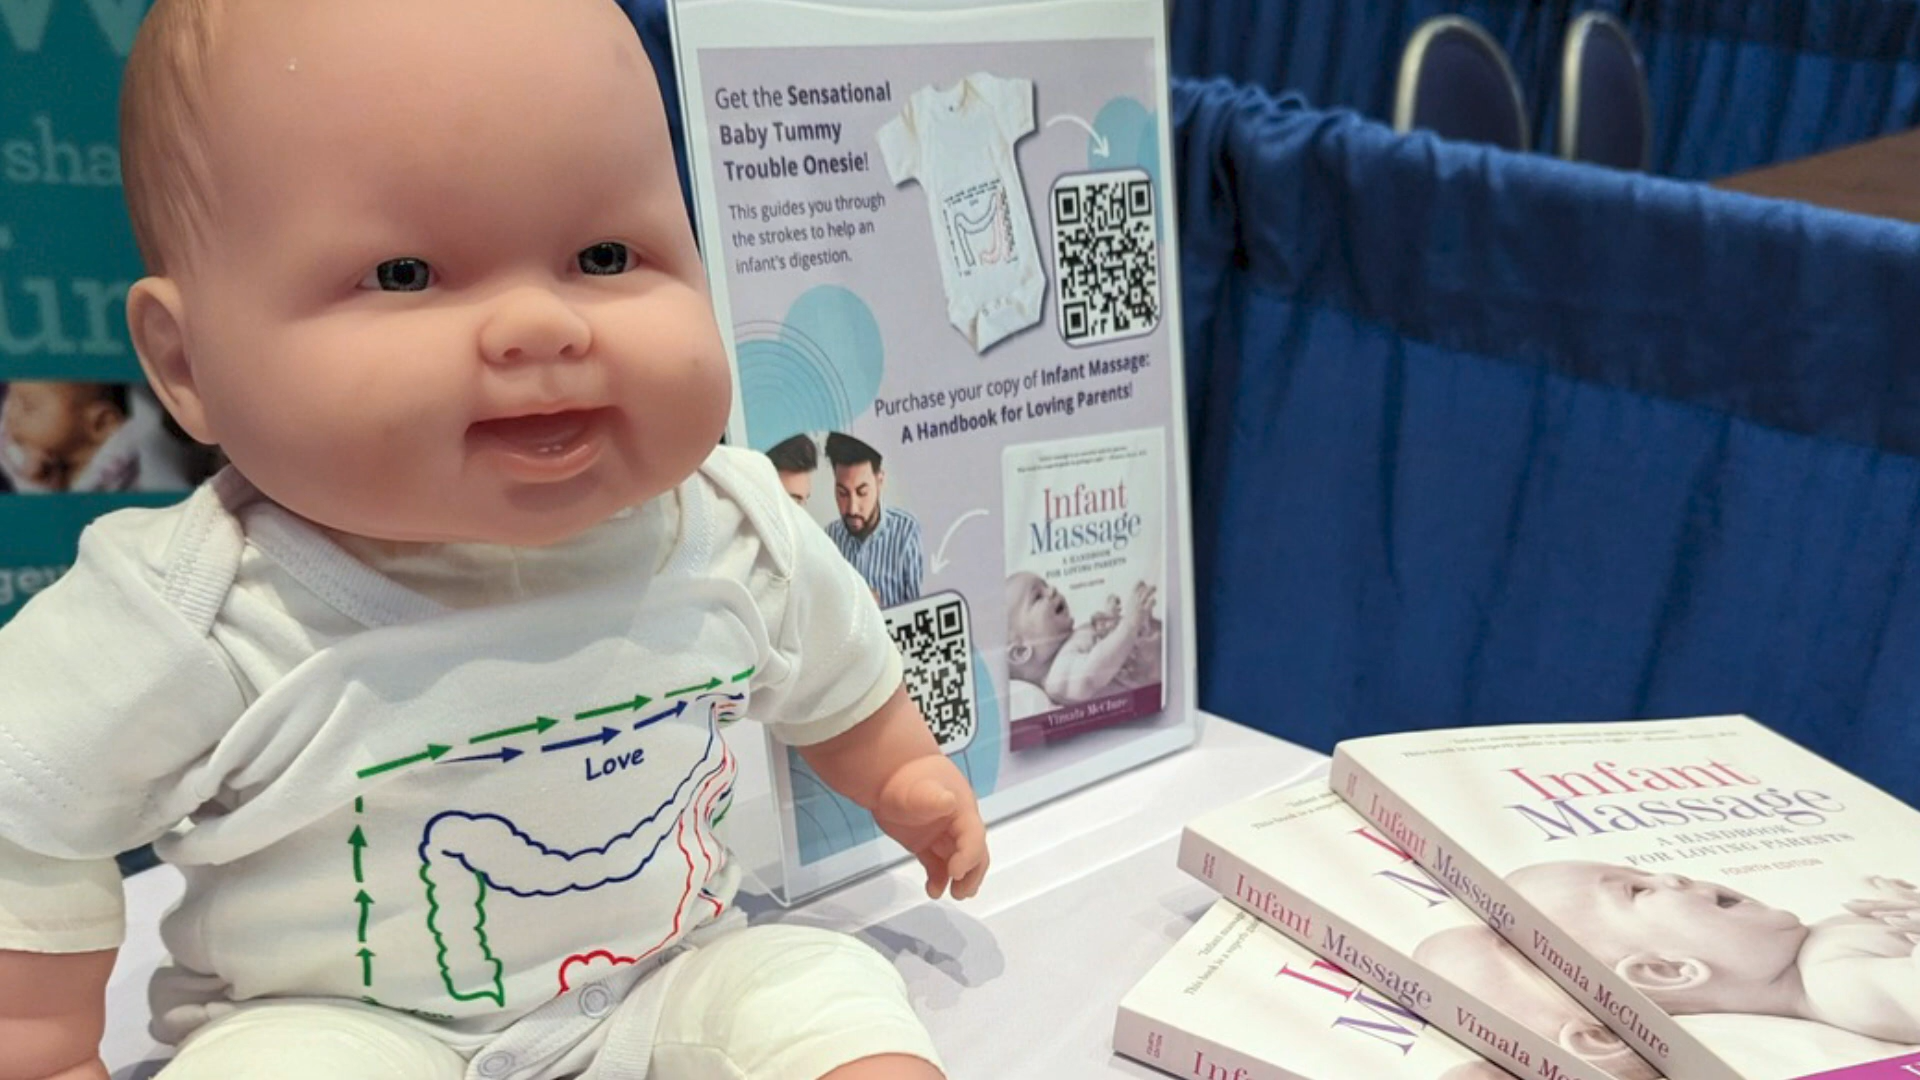 sha
ur
Get the Sensational
Baby Tummy
Trouble Onesie!
This guides you through
the strokes to help an
infant's digestion.
Purchase your copy of Infant Massage:
A Handbook for Loving Parents!
Infant
Massage
A HANDBOOK
FOR LOVING PARENTS
Vimala McClure
Love
Infant
Massage
A HANDBOOK
FOR LOVING PARENTS
FOURTH EDITION
Infant Massage Vimala McClure
Infant Massage Vimala Mc
Inf